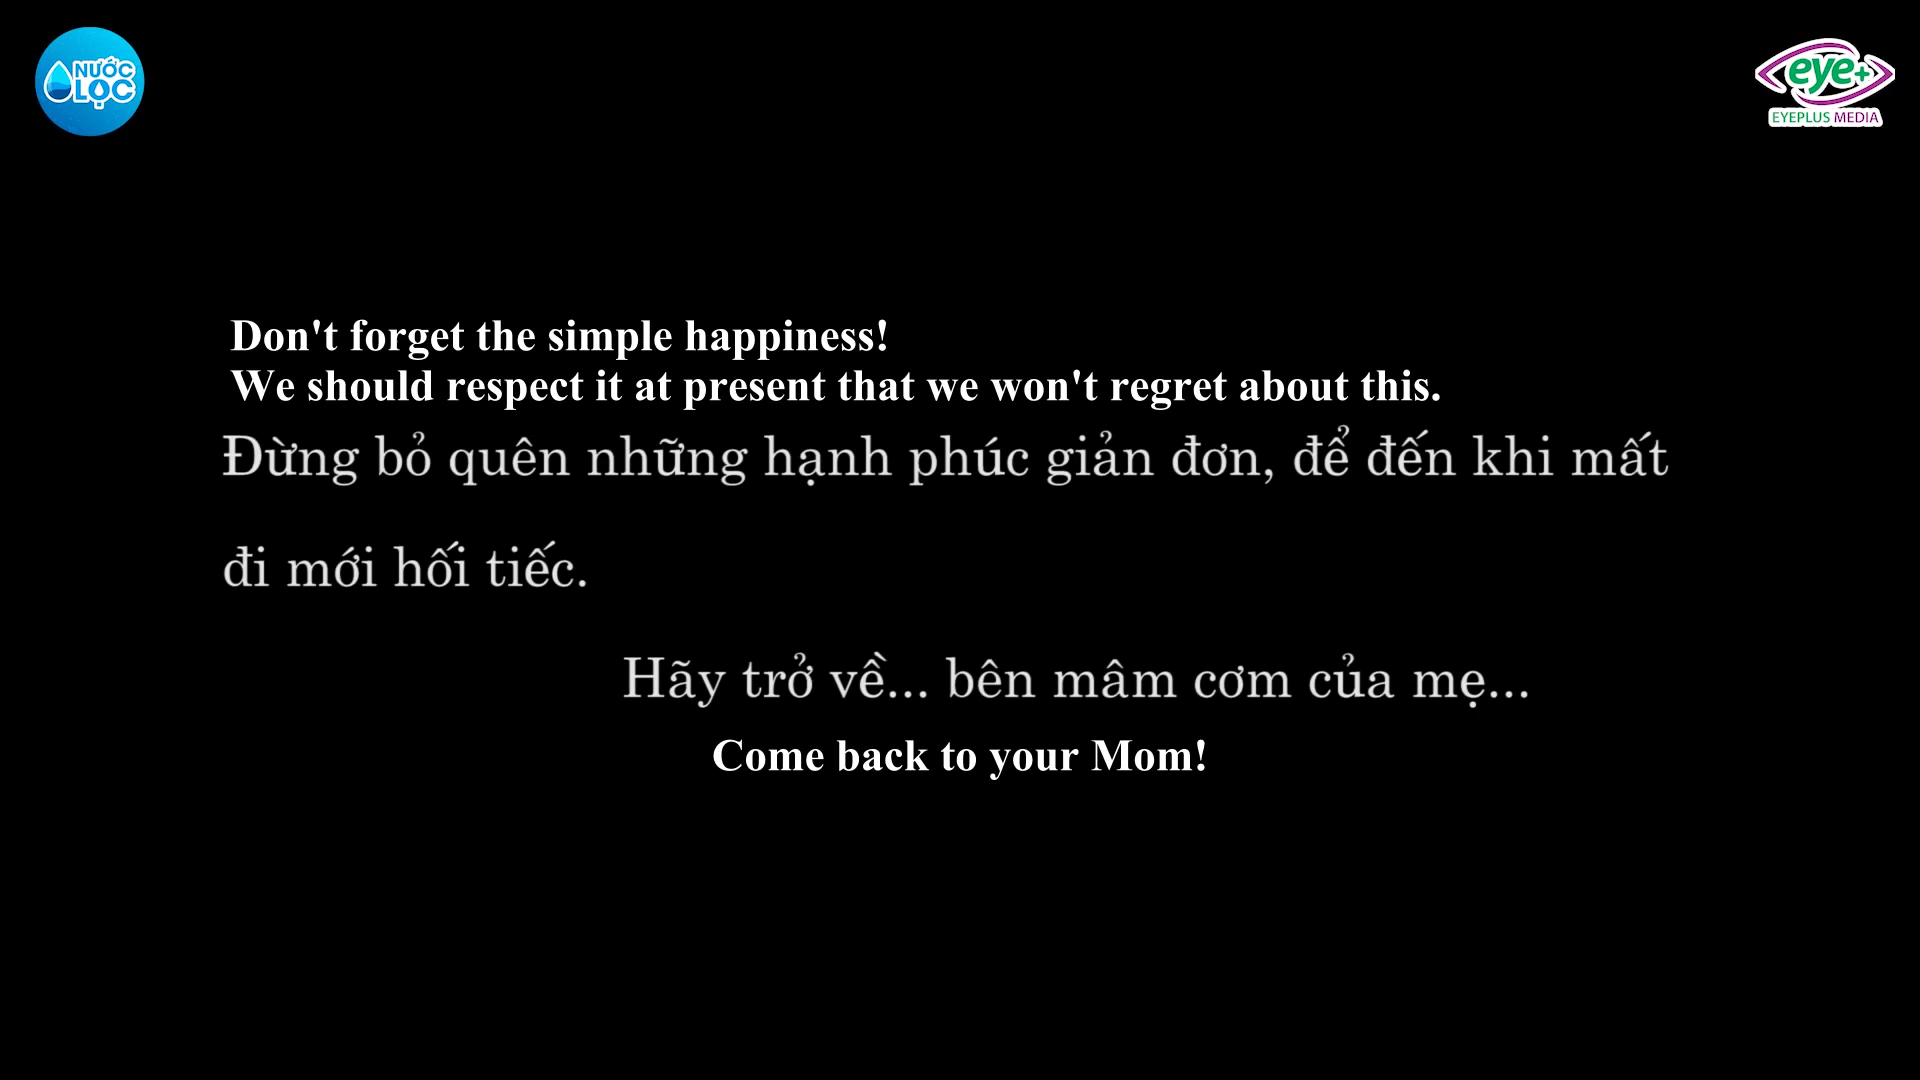 NƯỚC
LỌC
eye+
EYEPLUS MEDIA
Don't forget the simple happiness!
We should respect it at present that we won't regret about this.
Đừng bỏ quên những hạnh phúc giản đơn, để đến khi mất
đi mới hối tiếc.
Hãy trở về... bên mâm cơm của mẹ...
Come back to your Mom!